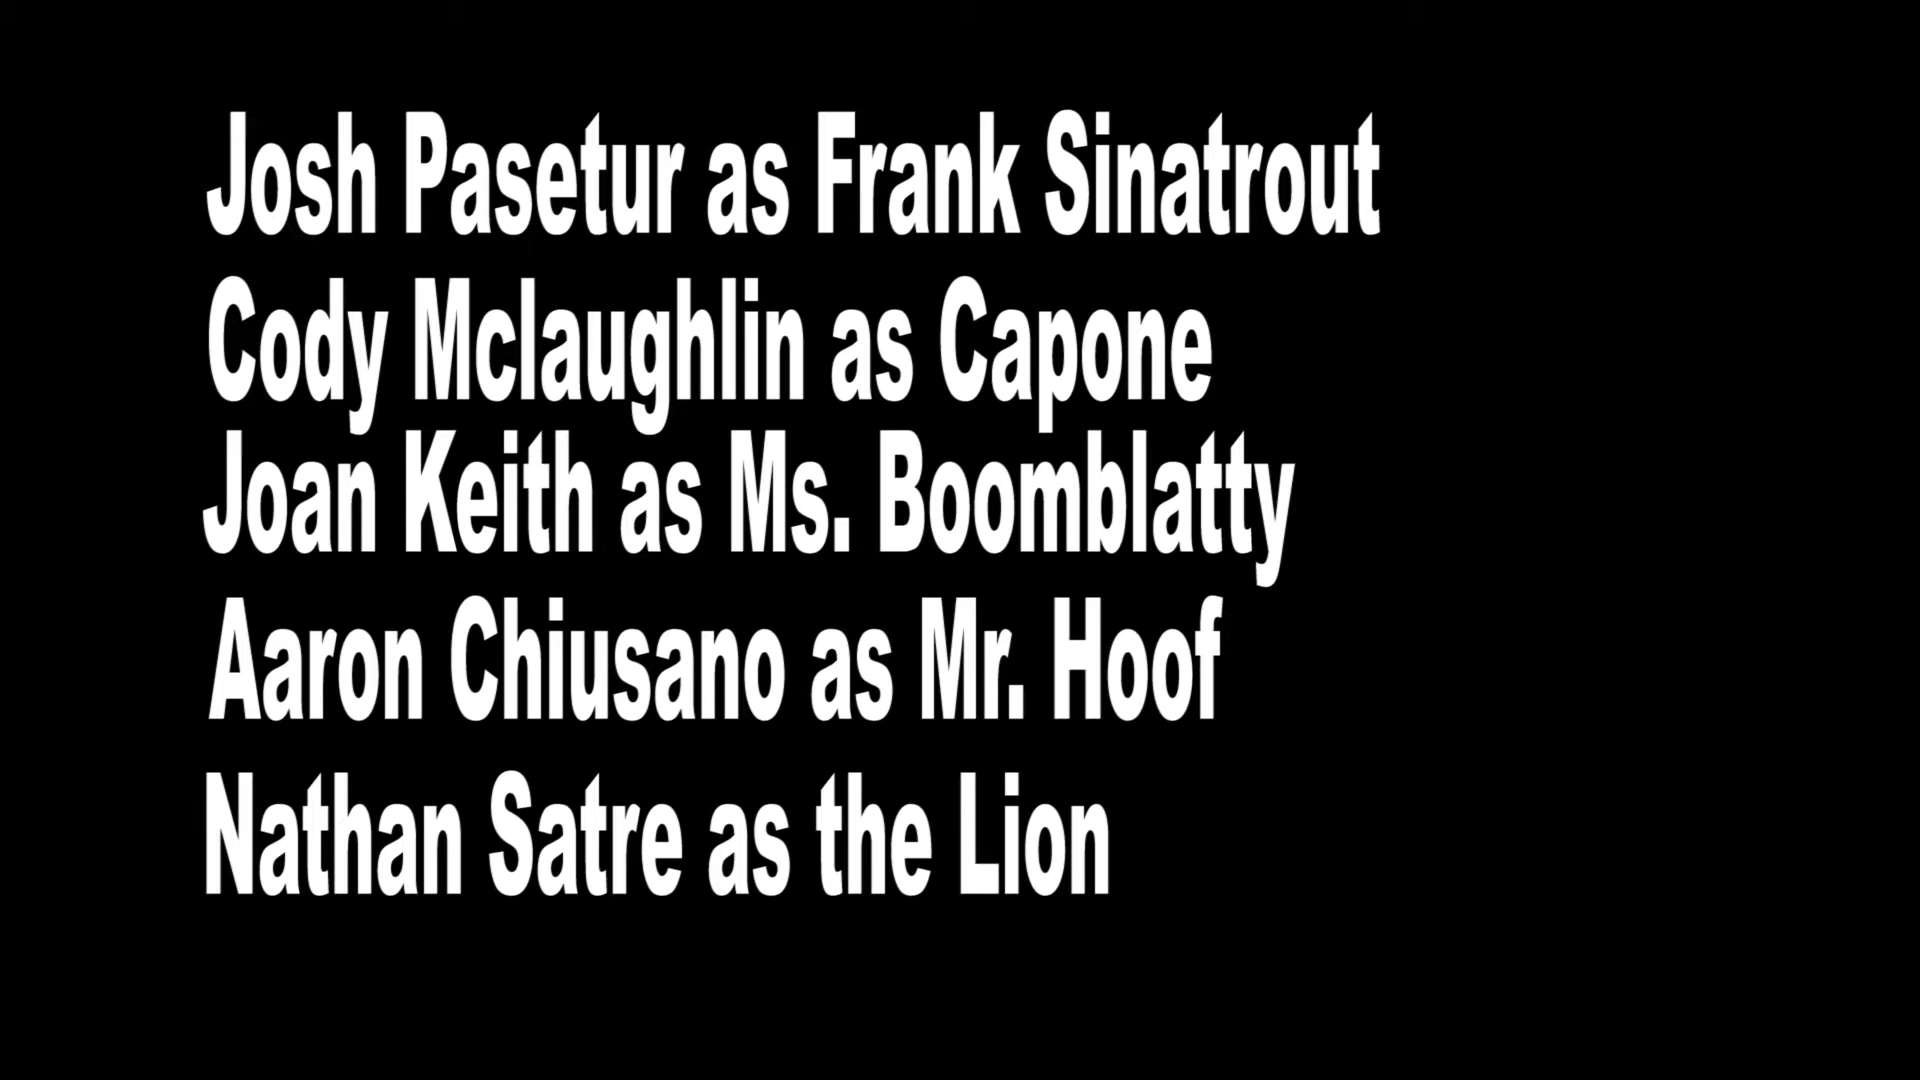 Josh Pasetur as Frank Sinatrout
Cody Mclaughlin as Capone
Joan Keith as Ms. Boomblatty
Aaron Chiusano as Mr. Hoof
Nathan Satre as the Lion